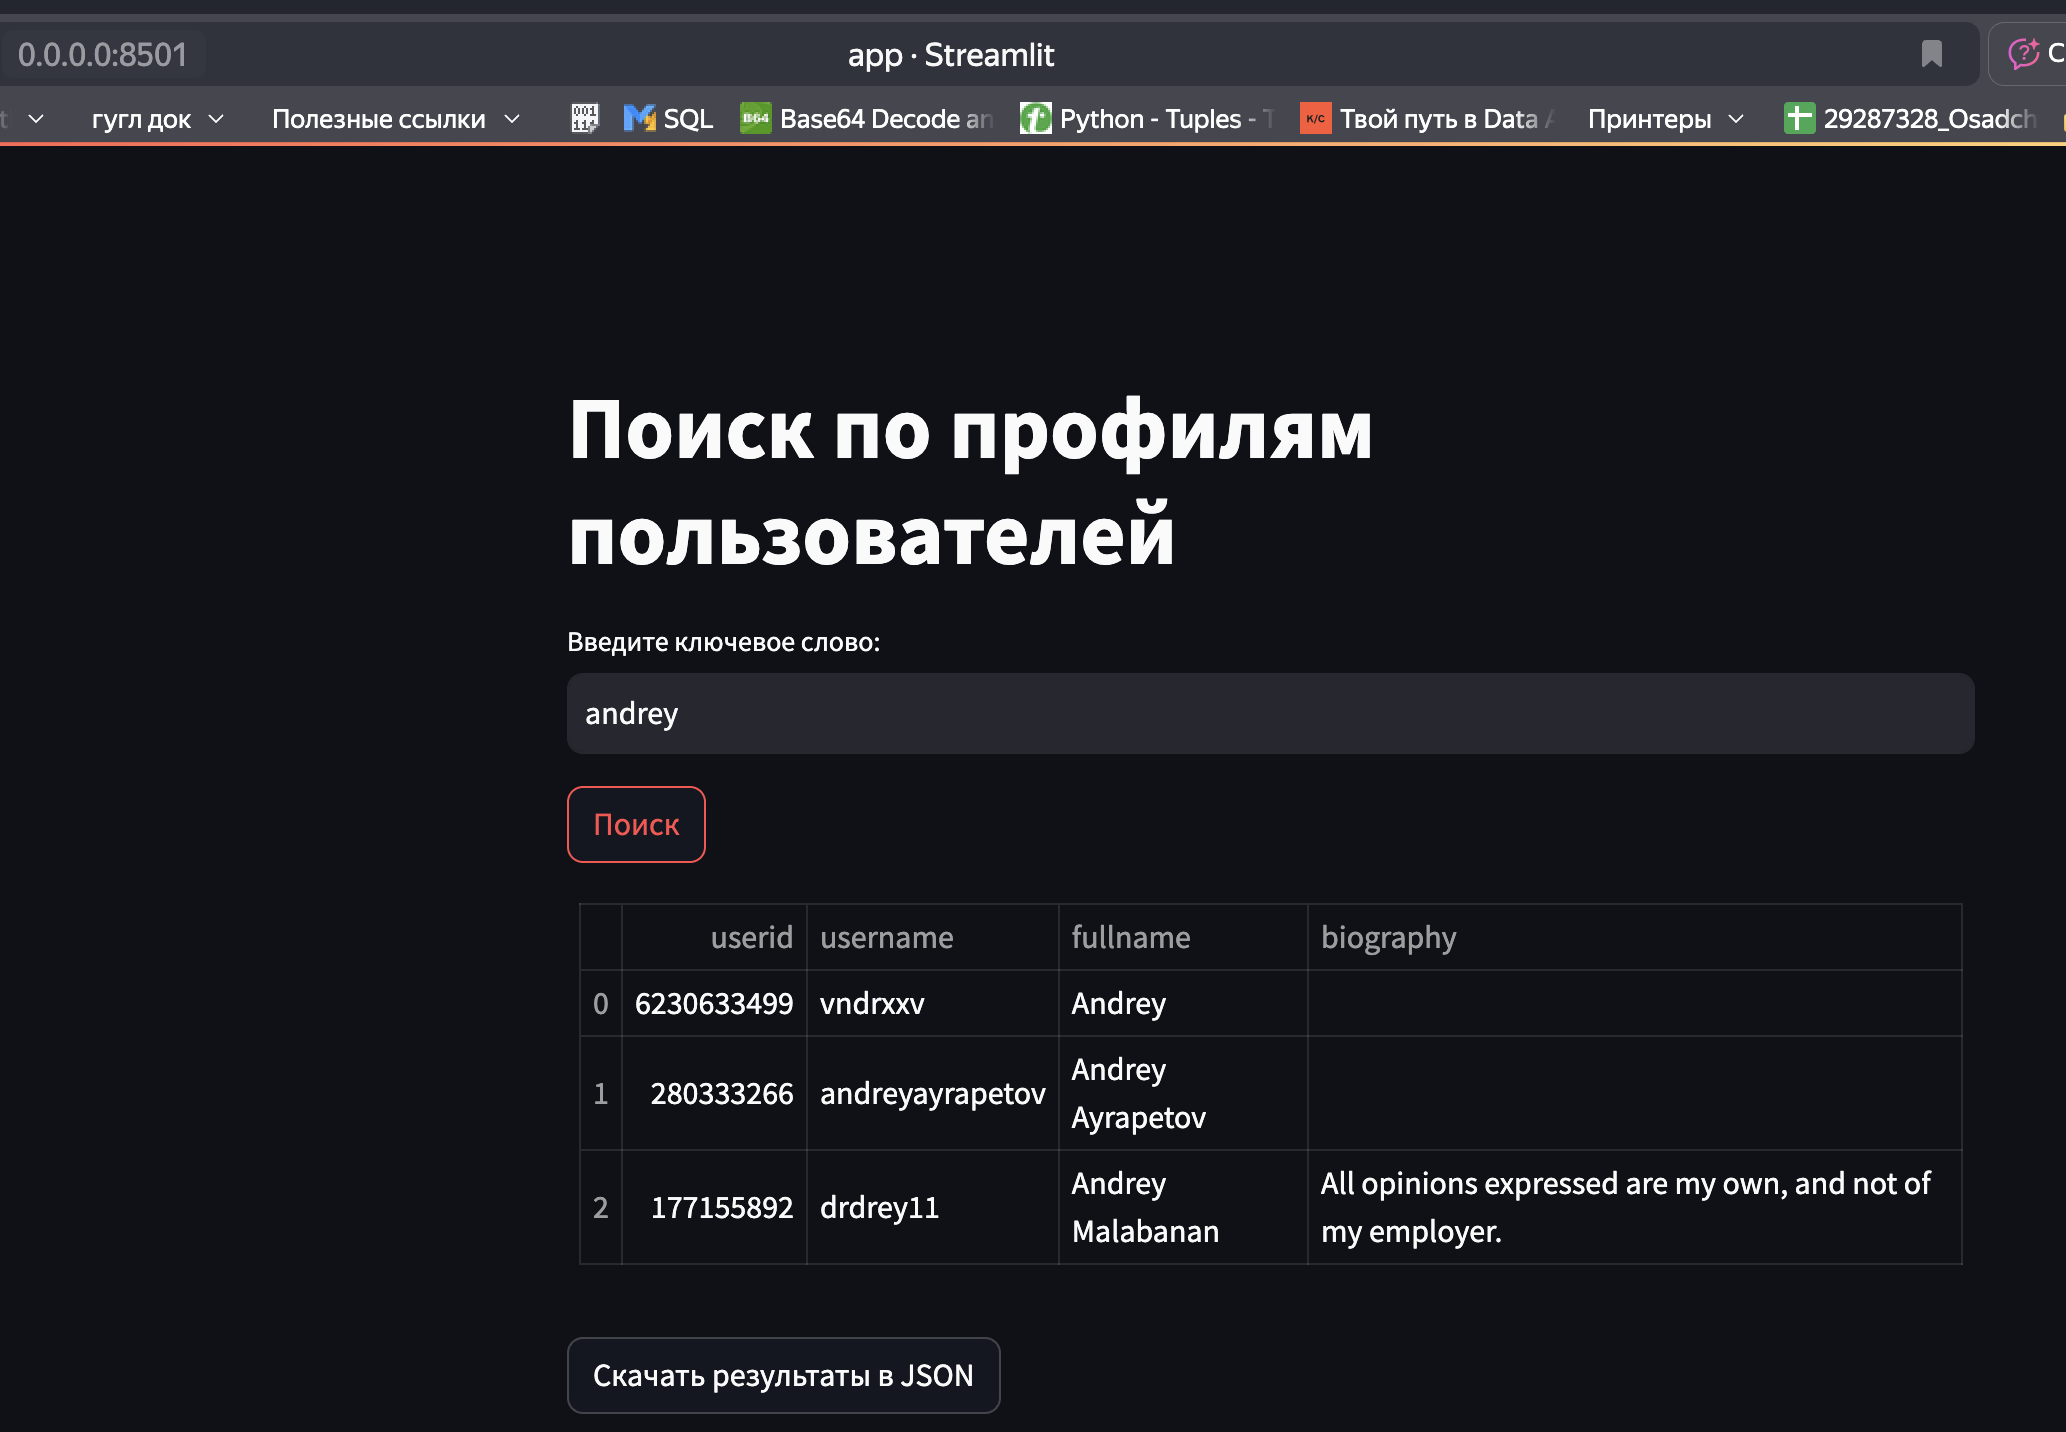 0.0.0.0:8501
app · Streamlit
гугл док
Полезные ссылки
SQL
B64 Base64 Decode an
Python - Tuples -
K/C Твой путь в Data
Принтеры
29287328_Osadch
Поиск по профилям
пользователей
Введите ключевое слово:
andrey
Поиск
userid username fullname biography
0 6230633499 vndrxxv Andrey
1 280333266 andreyayrapetov Andrey
Ayrapetov
2 177155892 drdrey11 Andrey
Malabanan
All opinions expressed are my own, and not of
my employer.
Скачать результаты в JSON